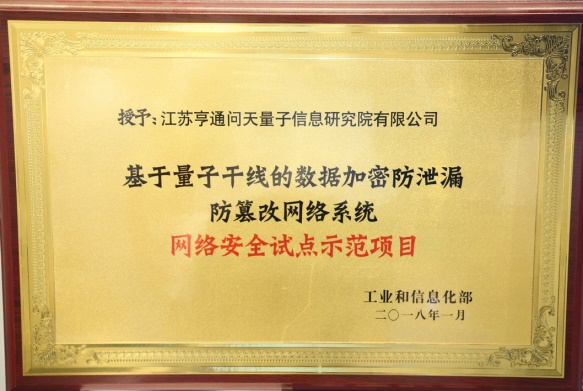 授予:江苏亨通问天量子信息研究院有限公司
基于量子干线的数据加密防泄漏
防篡改网络系统
网络安全试点示范项目
工业和信息化部
二〇一八年一月